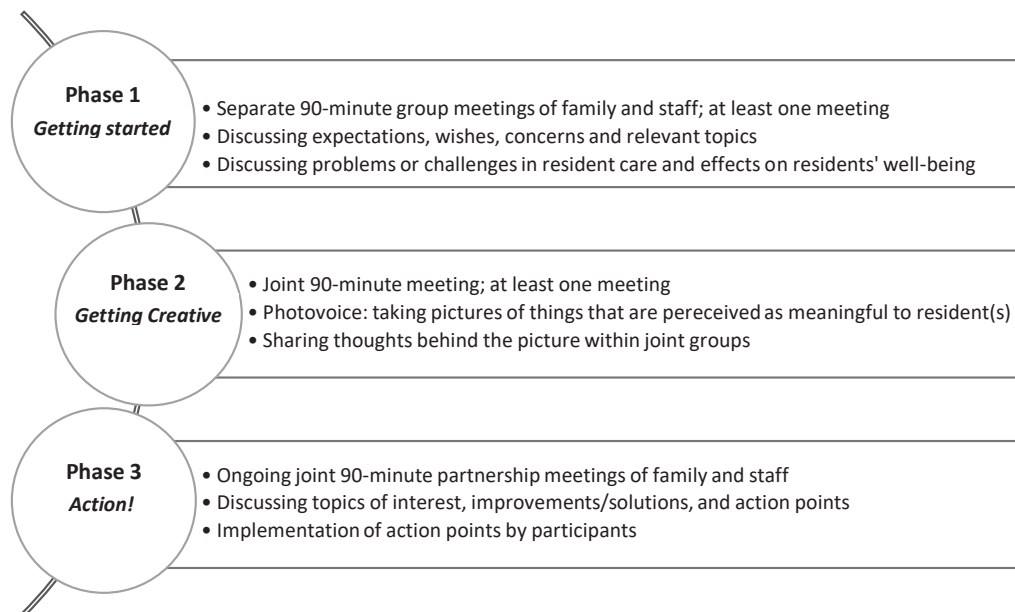 Phase 1
Getting started
• Separate 90-minute group meetings of family and staff; at least one meeting
• Discussing expectations, wishes, concerns and relevant topics
• Discussing problems or challenges in resident care and effects on residents' well-being
Phase 2
Getting Creative
• Joint 90-minute meeting; at least one meeting
• Photovoice: taking pictures of things that are pereceived as meaningful to resident(s)
• Sharing thoughts behind the picture within joint groups
Phase 3
Action!
• Ongoing joint 90-minute partnership meetings of family and staff
• Discussing topics of interest, improvements/solutions, and action points
• Implementation of action points by participants